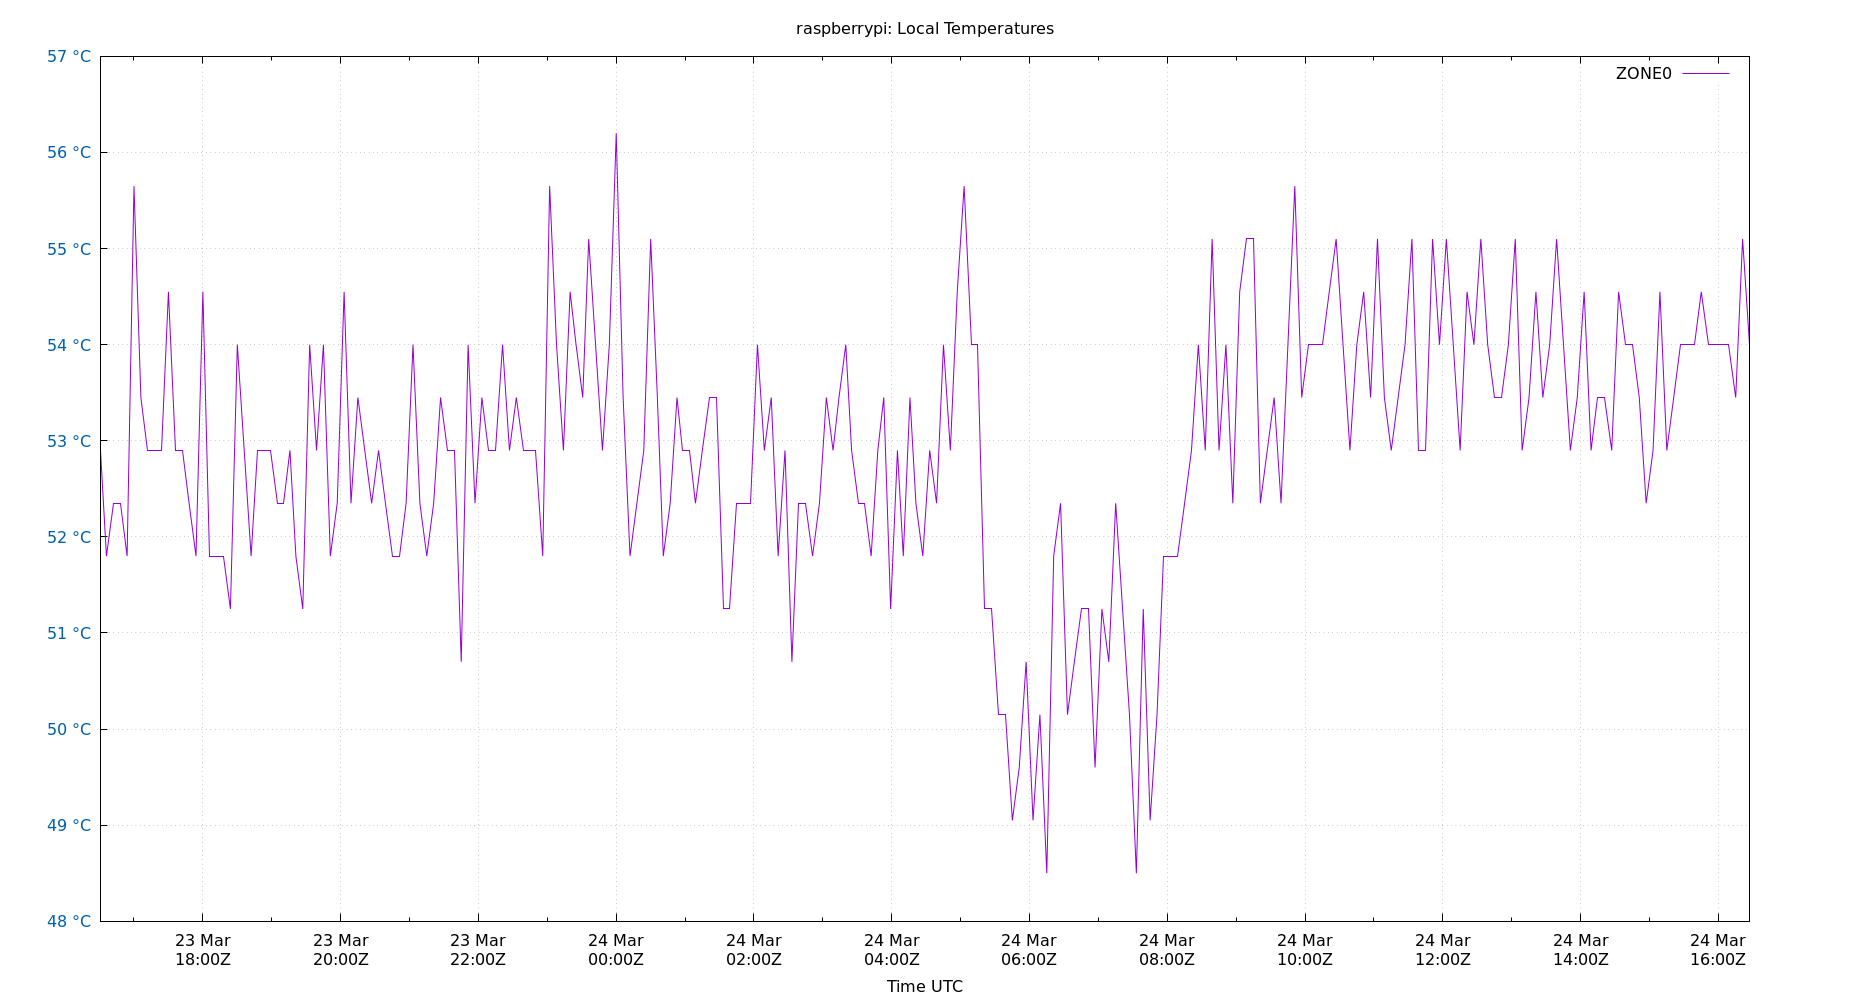 raspberrypi: Local Temperatures
57 °C
ZONE0
56 °C
55 °C
54 °C
53 °C
52 °C
51 °C
50 °C
49 °C
48 °C
23 Mar 23 Mar 23 Mar 24 Mar 24 Mar 24 Mar 24 Mar 24 Mar 24 Mar 24 Mar 24 Mar 24 Mar
18:00Z 20:00Z 22:00Z 00:00Z 02:00Z 04:00Z 06:00Z 08:00Z 10:00Z 12:00Z 14:00Z 16:00Z
Time UTC